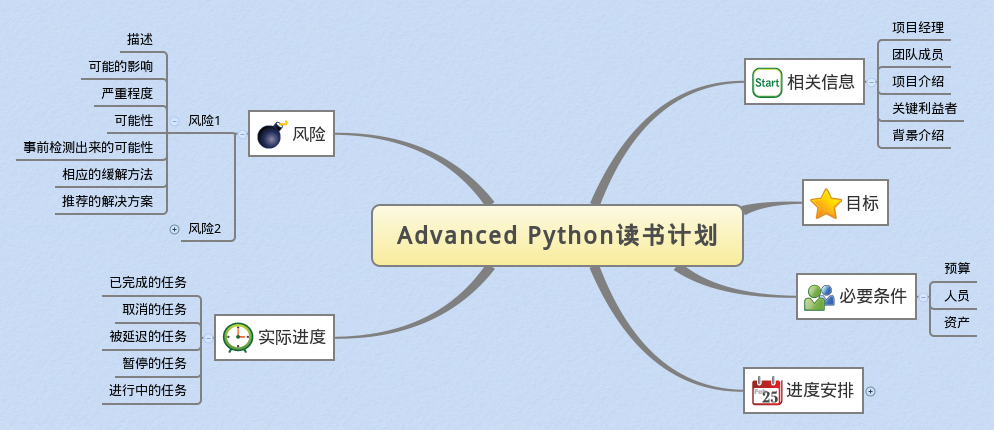 Advanced Python读书计划
Start
相关信息
项目经理
团队成员
项目介绍
关键利益者
背景介绍
目标
必要条件
预算
人员
资产
Feb
25
进度安排
风险
风险1
描述
可能的影响
严重程度
可能性
事前检测出来的可能性
相应的缓解方法
推荐的解决方案
风险2
实际进度
已完成的任务
取消的任务
被延迟的任务
暂停的任务
进行中的任务